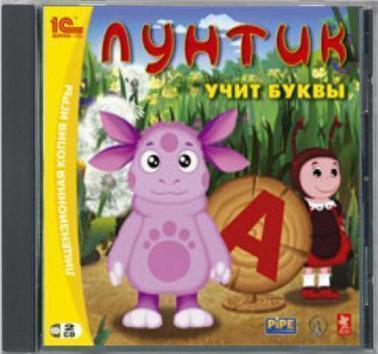 1С
ЛУНТИК
УЧИТ БУКВЫ
ЛИЦЕНЗИОННАЯ КОПИЯ ИГРЫ
А
2
CD
PiPE